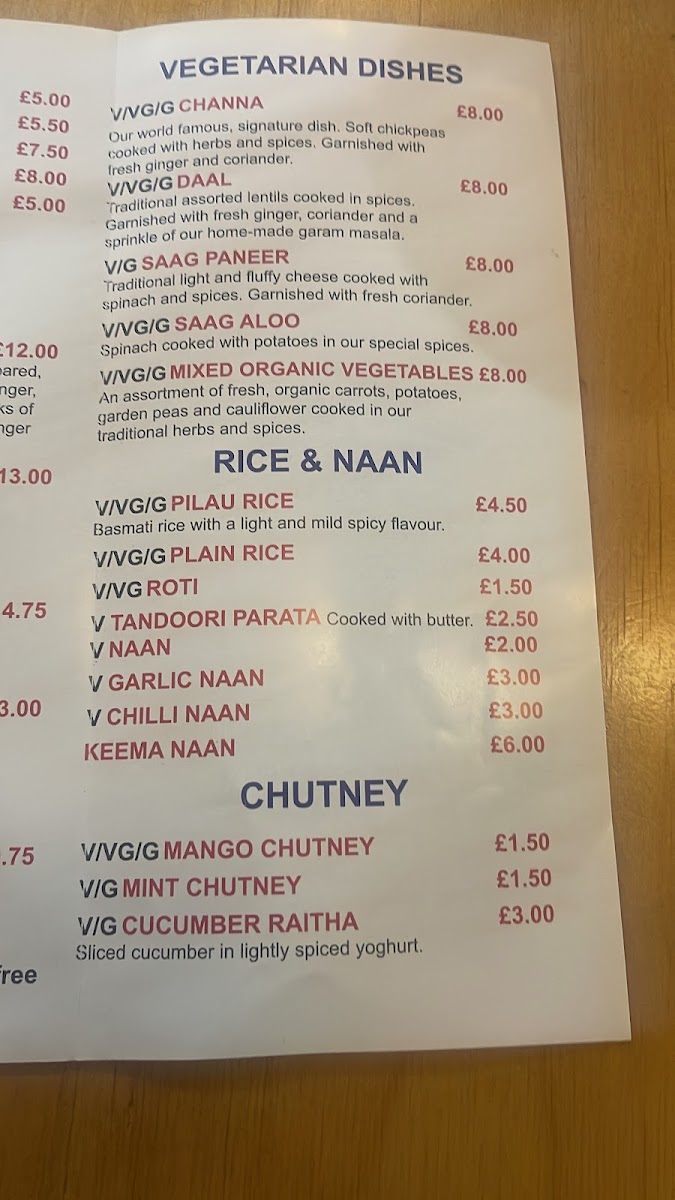 £5.00
£5.50
£7.50
£8.00
£5.00
£12.00
ks of
13.00
4.75
3.00
.75
free
VEGETARIAN DISHES
V/VG/G CHANNA £8.00
Our world famous, signature dish. Soft chickpeas
cooked with herbs and spices. Garnished with
fresh ginger and coriander.
V/VG/G DAAL £8.00
Traditional assorted lentils cooked in spices.
Garnished with fresh ginger, coriander and a
sprinkle of our home-made garam masala.
V/G SAAG PANEER £8.00
Traditional light and fluffy cheese cooked with
spinach and spices. Garnished with fresh coriander.
V/VG/G SAAG ALOO £8.00
Spinach cooked with potatoes in our special spices.
V/VG/G MIXED ORGANIC VEGETABLES £8.00
An assortment of fresh, organic carrots, potatoes,
garden peas and cauliflower cooked in our
traditional herbs and spices.
RICE & NAAN
V/VG/G PILAU RICE £4.50
Basmati rice with a light and mild spicy flavour.
V/VG/G PLAIN RICE £4.00
V/VG ROTI £1.50
V TANDOORI PARATA Cooked with butter. £2.50
V NAAN £2.00
V GARLIC NAAN £3.00
V CHILLI NAAN £3.00
KEEMA NAAN £6.00
CHUTNEY
V/VG/G MANGO CHUTNEY £1.50
V/G MINT CHUTNEY £1.50
V/G CUCUMBER RAITHA £3.00
Sliced cucumber in lightly spiced yoghurt.